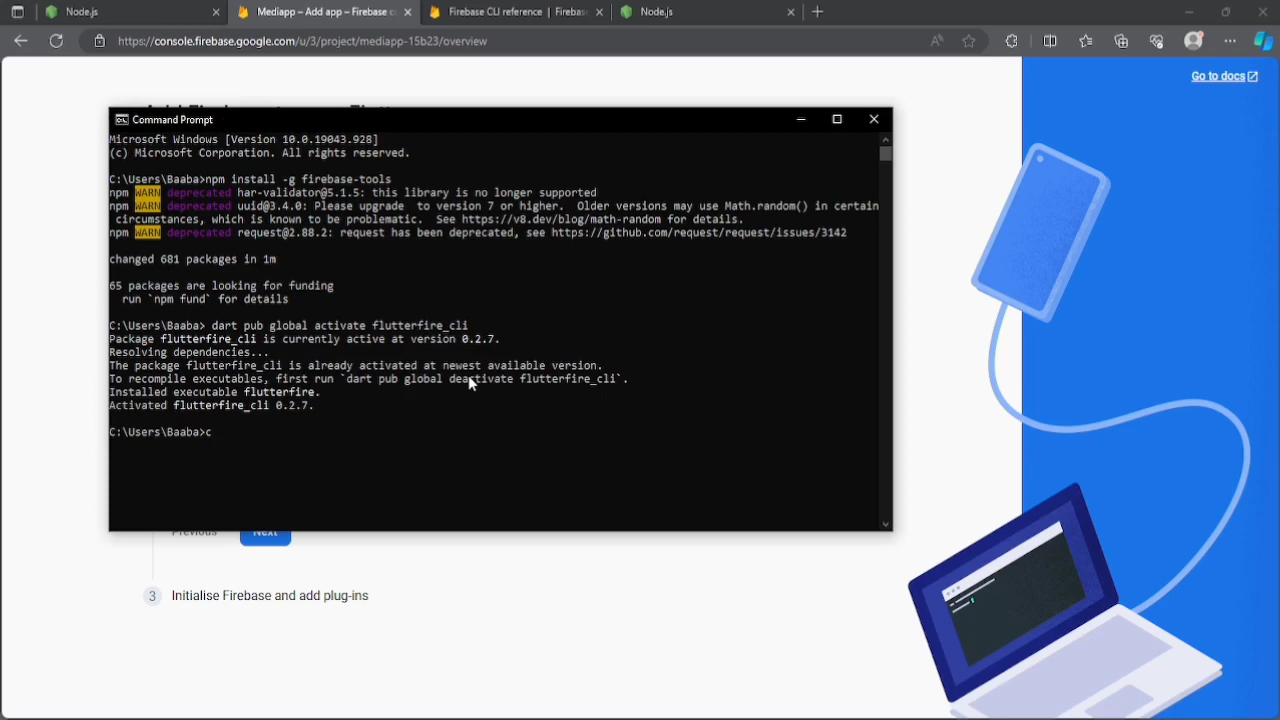 Node.js
Mediapp – Add app – Firebase c
Firebase CLI reference | Fireba
Node.js
https://console.firebase.google.com/u/3/project/mediapp-15b23/overview
Go to docs
Command Prompt
Microsoft Windows [Version 10.0.19043.928]
(c) Microsoft Corporation. All rights reserved.
C:\Users\Baaba>npm install -g firebase-tools
npm WARN deprecated har-validator@5.1.5: this library is no longer supported
npm WARN deprecated uuid@3.4.0: Please upgrade  to version 7 or higher.  Older versions may use Math.random() in certain
 circumstances, which is known to be problematic.  See https://v8.dev/blog/math-random for details.
npm WARN deprecated request@2.88.2: request has been deprecated, see https://github.com/request/request/issues/3142
changed 681 packages in 1m
65 packages are looking for funding
  run `npm fund` for details
C:\Users\Baaba> dart pub global activate flutterfire_cli
Package flutterfire_cli is currently active at version 0.2.7.
Resolving dependencies...
The package flutterfire_cli is already activated at newest available version.
To recompile executables, first run `dart pub global deactivate flutterfire_cli`.
Installed executable flutterfire.
Activated flutterfire_cli 0.2.7.
C:\Users\Baaba>c
Previous
Next
3
Initialise Firebase and add plug-ins